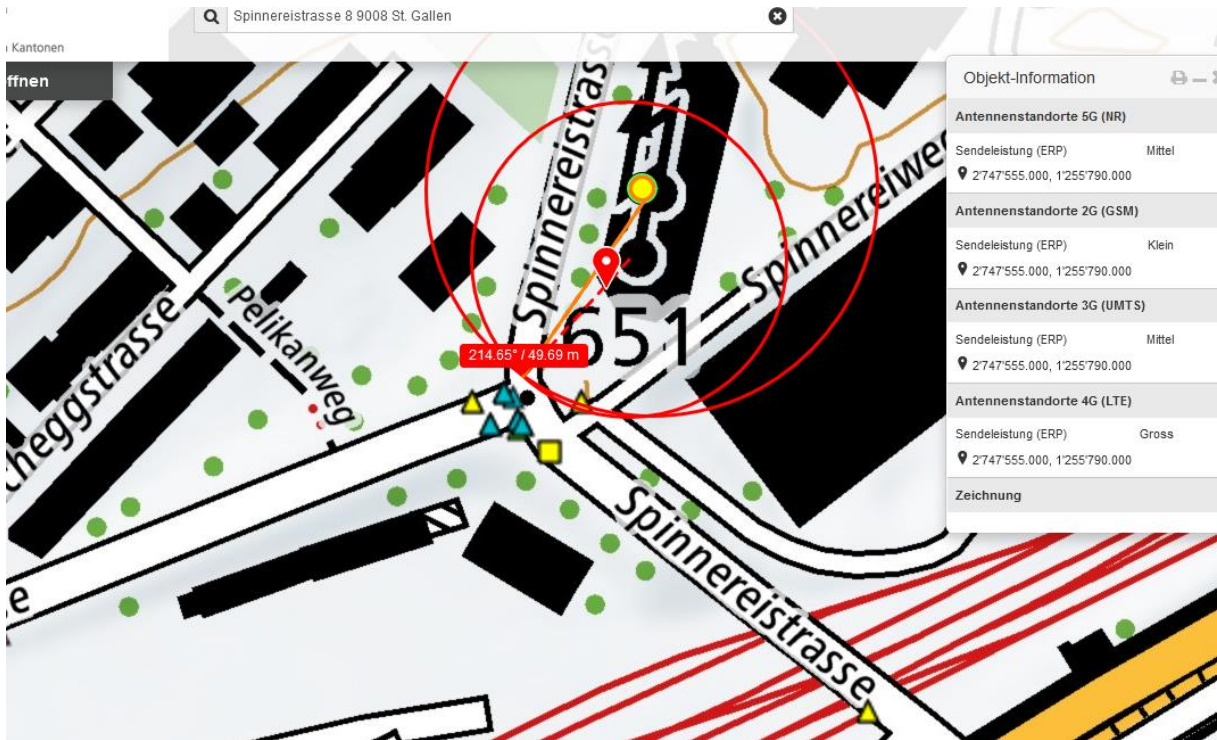 Spinnereistrasse 8 9008 St. Gallen
Kantonen
ffnen
Objekt-Information
Antennenstandorte 5G (NR)
Sendeleistung (ERP) Mittel
2'747'555.000, 1'255'790.000
Antennenstandorte 2G (GSM)
Sendeleistung (ERP) Klein
2'747'555.000, 1'255'790.000
Antennenstandorte 3G (UMTS)
Sendeleistung (ERP) Mittel
2'747'555.000, 1'255'790.000
Antennenstandorte 4G (LTE)
Sendeleistung (ERP) Gross
2'747'555.000, 1'255'790.000
Zeichnung
Spinnereistrasse
Spinnereiweg
Pelikanweg
heggstrasse
651
214.65° / 49.69 m
Spinnereistrasse
e